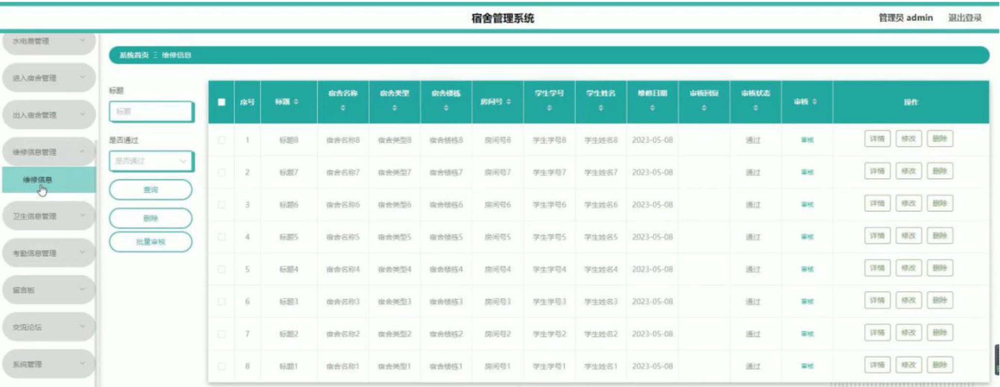 宿舍管理系统
管理员 admin 退出登录
水电费管理
进入宿舍管理
出入宿舍管理
维修信息管理
维修信息
卫生信息管理
考勤信息管理
留言板
交流论坛
系统管理
系统首页 维修信息
标题
标题
是否通过
是否通过
查询
删除
批量审核
序号 标题 宿舍名称 宿舍类型 宿舍楼栋 房间号 学生学号 学生姓名 维修日期 审核回复 审核状态 审核 操作
1 标题8 宿舍名称8 宿舍类型8 宿舍楼栋8 房间号8 学生学号8 学生姓名8 2023-05-08 通过 审核 详情 修改 删除
2 标题7 宿舍名称7 宿舍类型7 宿舍楼栋7 房间号7 学生学号7 学生姓名7 2023-05-08 通过 审核 详情 修改 删除
3 标题6 宿舍名称6 宿舍类型6 宿舍楼栋6 房间号6 学生学号6 学生姓名6 2023-05-08 通过 审核 详情 修改 删除
4 标题5 宿舍名称5 宿舍类型5 宿舍楼栋5 房间号5 学生学号5 学生姓名5 2023-05-08 通过 审核 详情 修改 删除
5 标题4 宿舍名称4 宿舍类型4 宿舍楼栋4 房间号4 学生学号4 学生姓名4 2023-05-08 通过 审核 详情 修改 删除
6 标题3 宿舍名称3 宿舍类型3 宿舍楼栋3 房间号3 学生学号3 学生姓名3 2023-05-08 通过 审核 详情 修改 删除
7 标题2 宿舍名称2 宿舍类型2 宿舍楼栋2 房间号2 学生学号2 学生姓名2 2023-05-08 通过 审核 详情 修改 删除
8 标题1 宿舍名称1 宿舍类型1 宿舍楼栋1 房间号1 学生学号1 学生姓名1 2023-05-08 通过 审核 详情 修改 删除